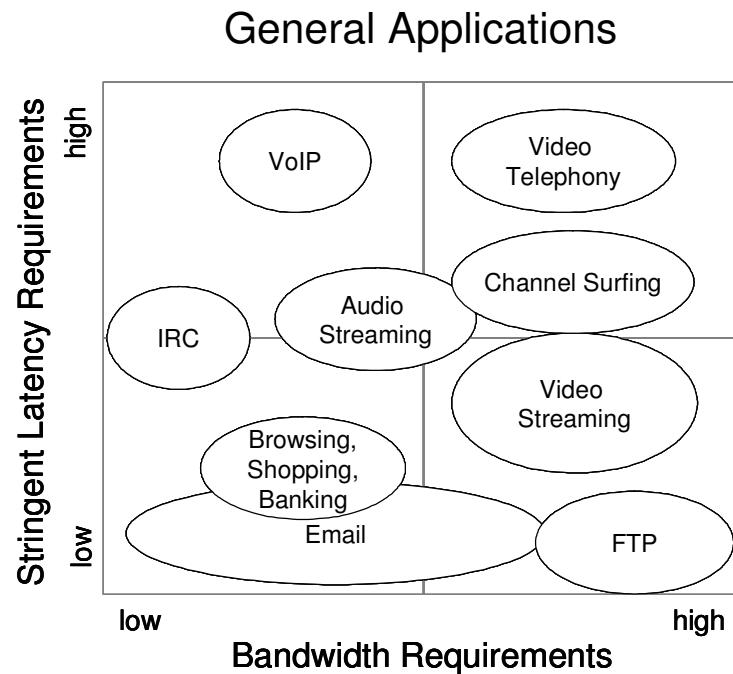 General Applications
Stringent Latency Requirements
high
low
VoIP
Video
Telephony
Channel Surfing
Audio
Streaming
IRC
Video
Streaming
Browsing,
Shopping,
Banking
Email
FTP
low
high
Bandwidth Requirements